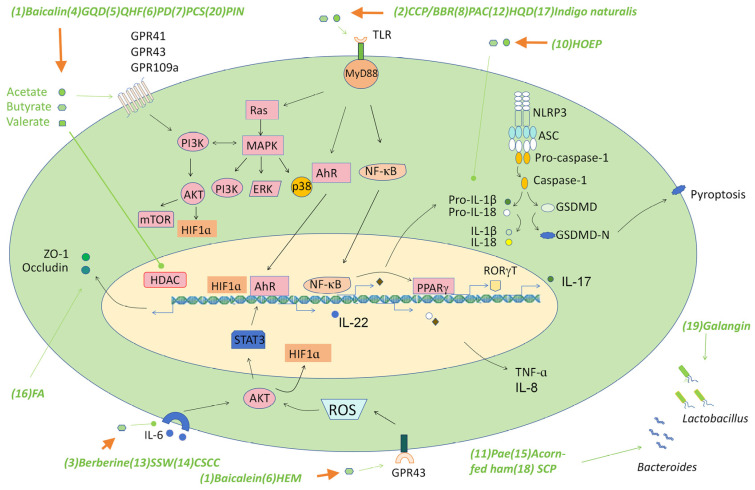 (1)Baicalin(4)GQD(5)QHF(6)PD(7)PCS(20)PIN
(2)CCP/BBR(8)PAC(12)HQD(17)Indigo naturalis
(10)HOEP
GPR41
GPR43
GPR109a
TLR
MyD88
Acetate
Butyrate
Valerate
NLRP3
ASC
Pro-caspase-1
Caspase-1
Ras
PI3K
MAPK
AhR
NF-κB
PI3K
ERK
p38
AKT
mTOR
HIF1α
Pro-IL-1β
Pro-IL-18
GSDMD
IL-1β
IL-18
GSDMD-N
Pyroptosis
ZO-1
Occludin
HDAC
HIF1α
AhR
NF-κB
PPARγ
RORγT
IL-17
IL-22
STAT3
HIF1α
TNF-α
IL-8
(19)Galangin
(16)FA
AKT
ROS
IL-6
Lactobacillus
(3)Berberine(13)SSW(14)CSCC
(1)Baicalein(6)HEM
GPR43
(11)Pae(15)Acorn-
fed ham(18) SCP
Bacteroides